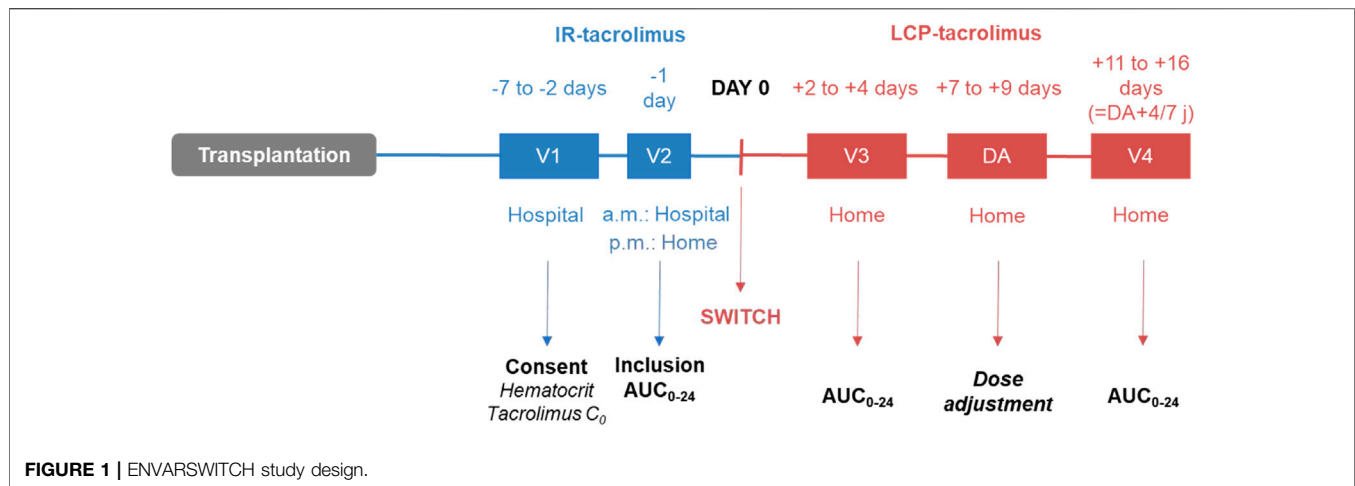 IR-tacrolimus
LCP-tacrolimus
-7 to -2 days
-1
day
DAY 0
+2 to +4 days
+7 to +9 days
+11 to +16
days
(=DA+4/7 j)
Transplantation
V1
V2
V3
DA
V4
Hospital
a.m.: Hospital
p.m.: Home
Home
Home
Home
SWITCH
Consent
Hematocrit
Tacrolimus C₀
Inclusion
AUC₀₋₂₄
AUC₀₋₂₄
Dose
adjustment
AUC₀₋₂₄
FIGURE 1 | ENVARSWITCH study design.